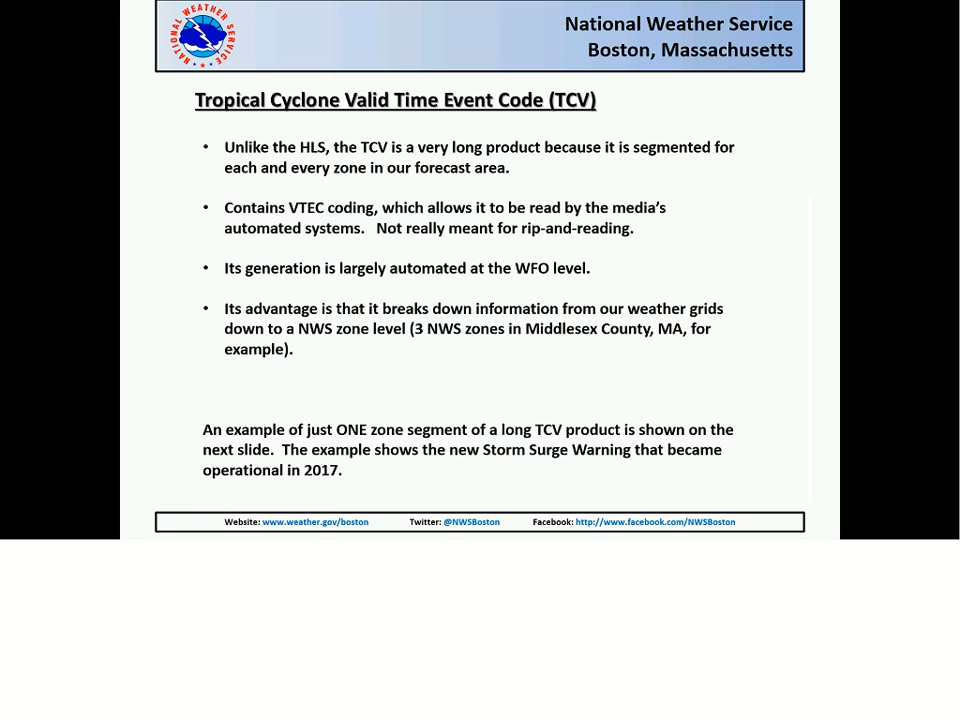 NATIONAL WEATHER SERVICE
National Weather Service
Boston, Massachusetts
Tropical Cyclone Valid Time Event Code (TCV)
• Unlike the HLS, the TCV is a very long product because it is segmented for
each and every zone in our forecast area.
• Contains VTEC coding, which allows it to be read by the media's
automated systems.   Not really meant for rip-and-reading.
• Its generation is largely automated at the WFO level.
• Its advantage is that it breaks down information from our weather grids
down to a NWS zone level (3 NWS zones in Middlesex County, MA, for
example).
An example of just ONE zone segment of a long TCV product is shown on the
next slide.  The example shows the new Storm Surge Warning that became
operational in 2017.
Website: www.weather.gov/boston Twitter: @NWSBoston Facebook: http://www.facebook.com/NWSBoston